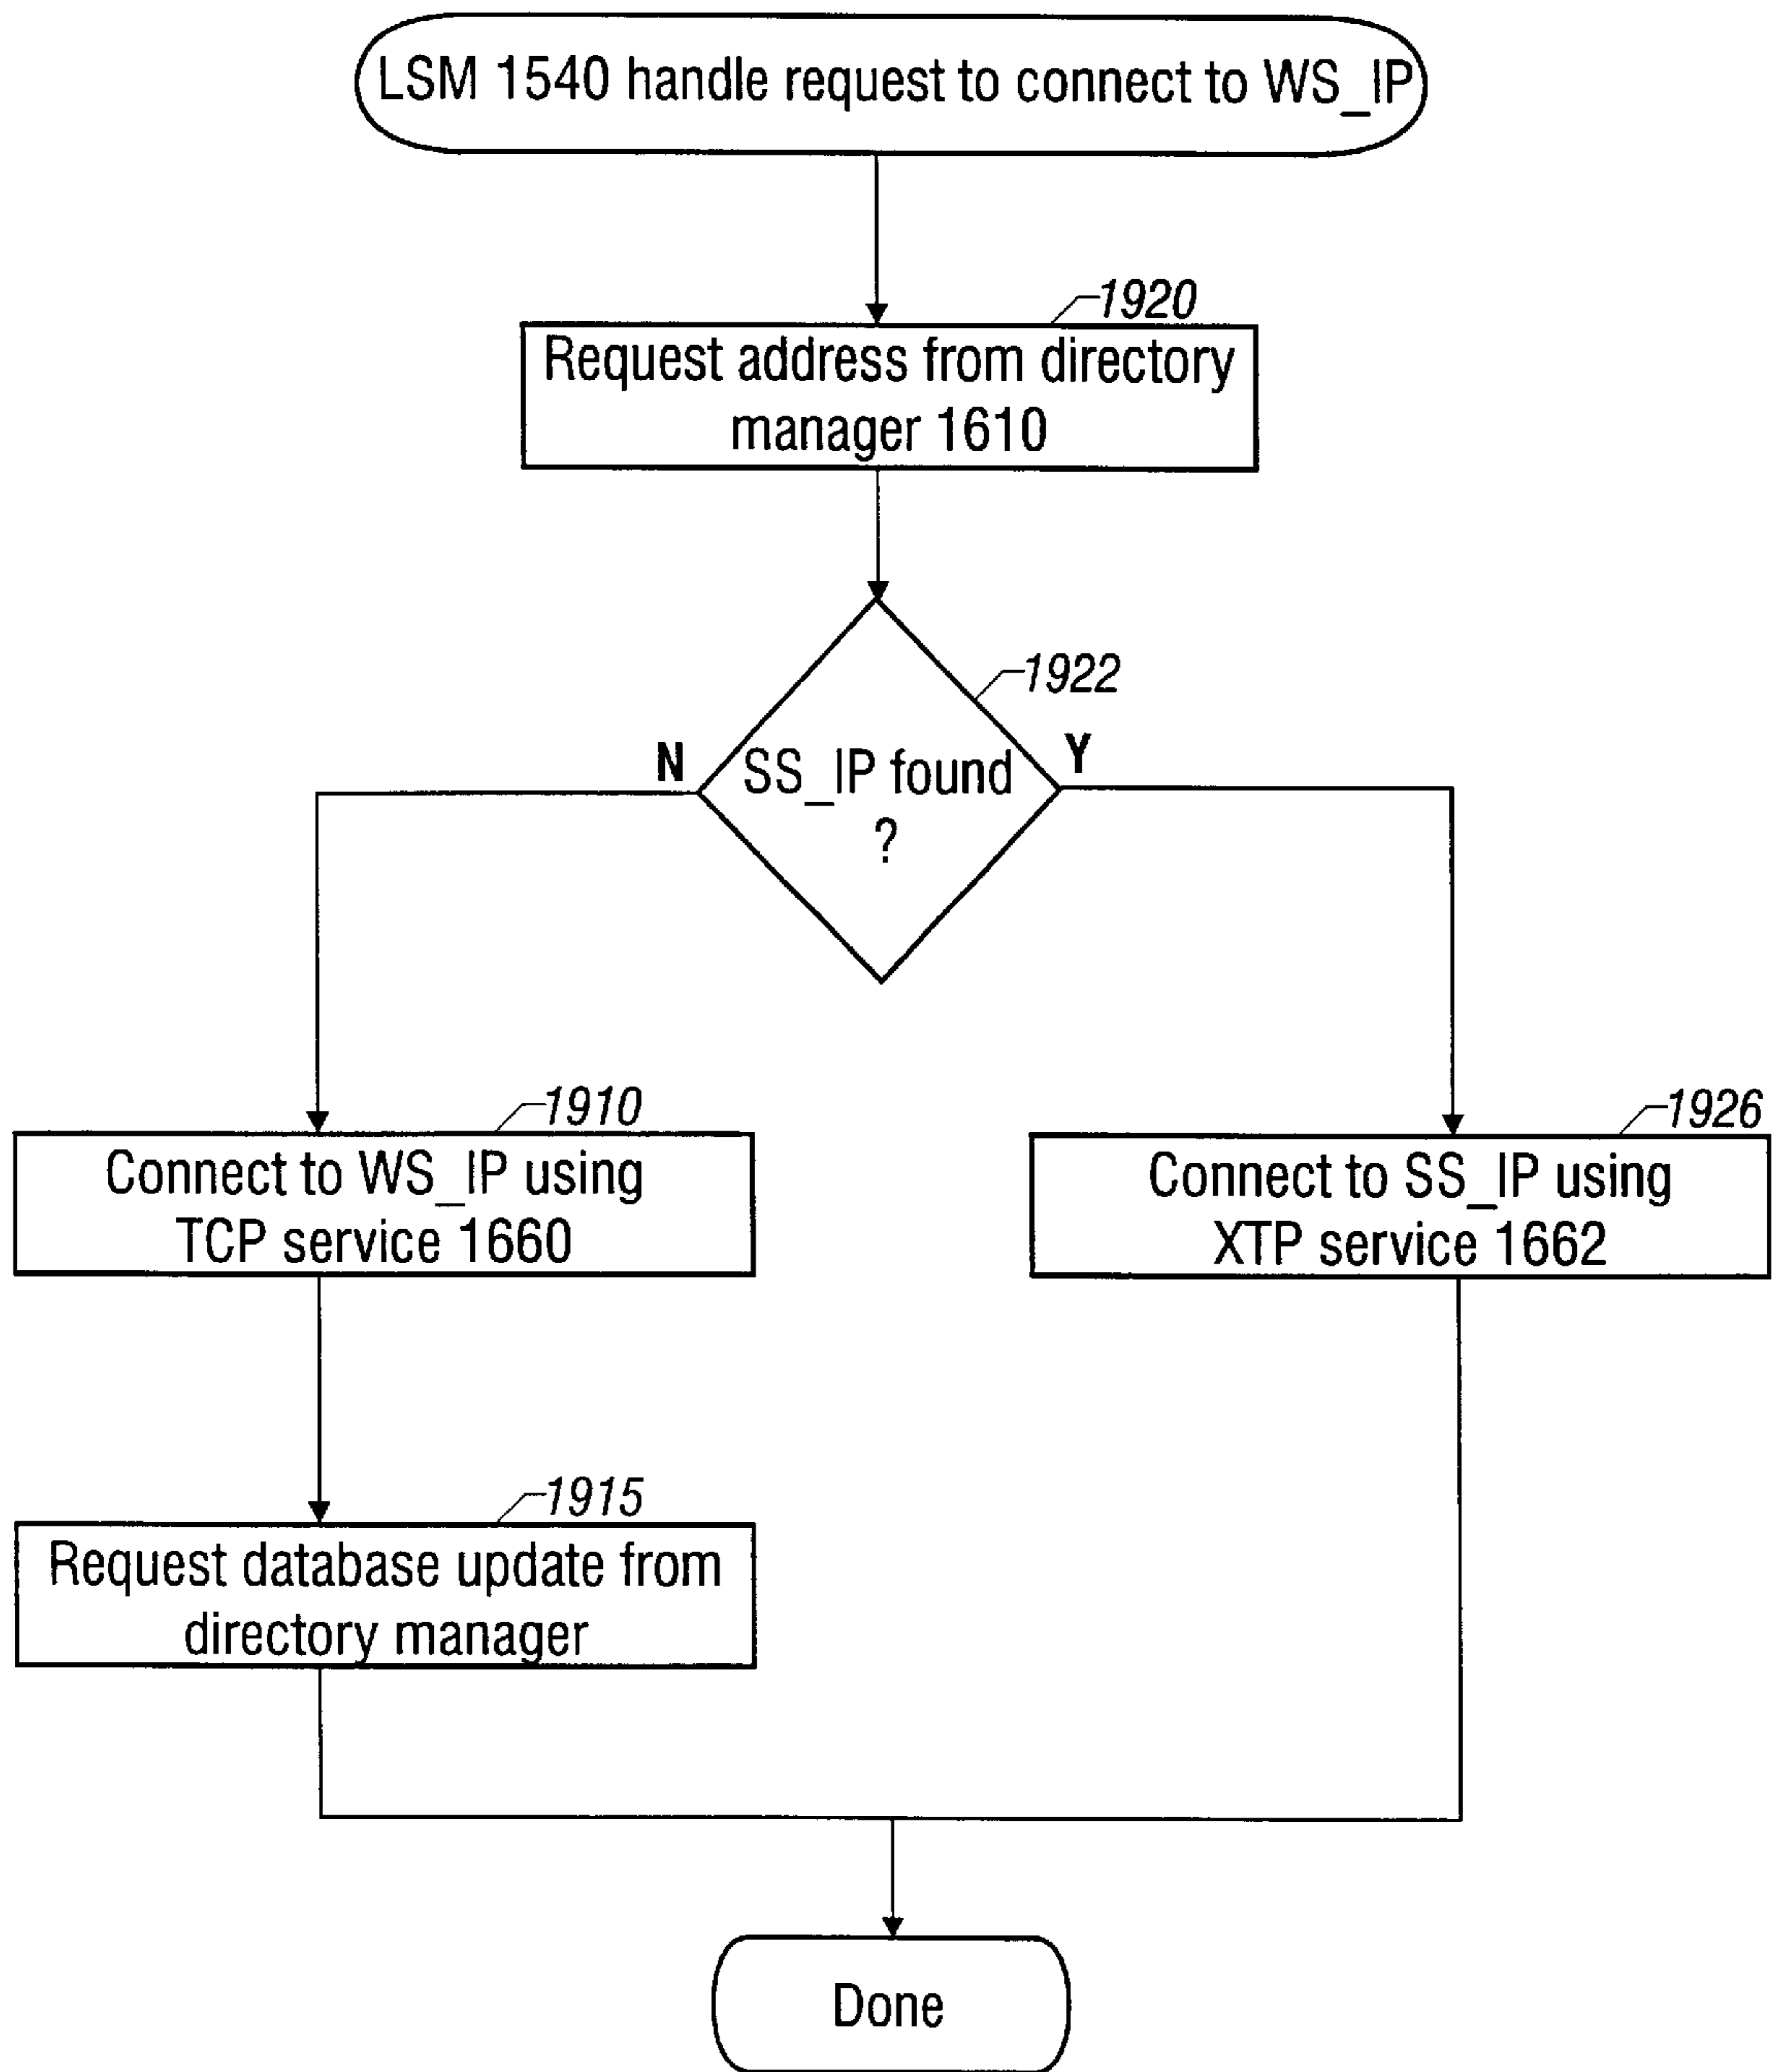 LSM 1540 handle request to connect to WS_IP
1920
Request address from directory
manager 1610
1922
N
SS_IP found
?
Y
1910
Connect to WS_IP using
TCP service 1660
1926
Connect to SS_IP using
XTP service 1662
1915
Request database update from
directory manager
Done